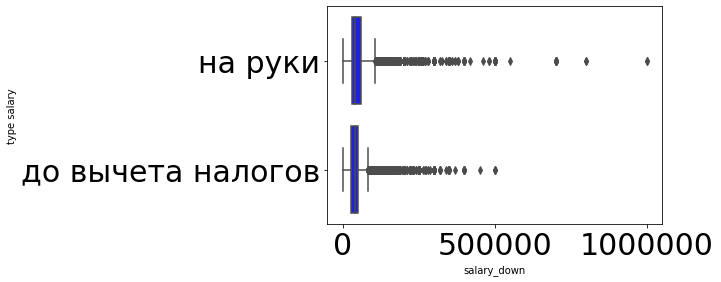 type salary
на руки
до вычета налогов
0 500000 1000000
salary_down